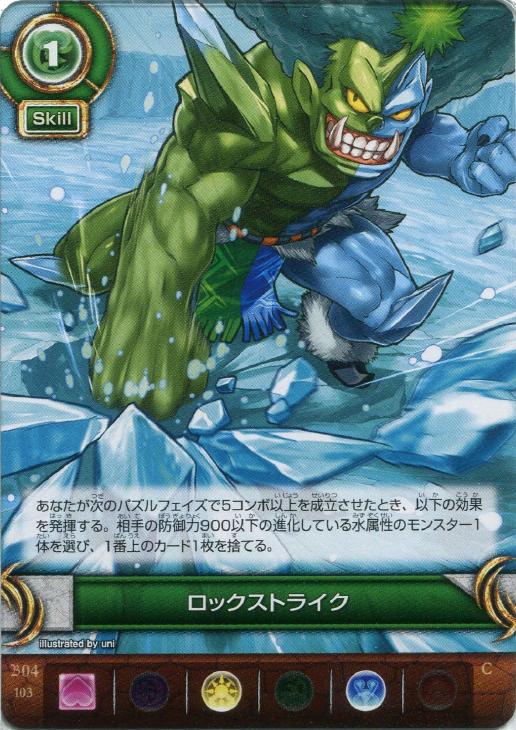 1
Skill
あなたが次のパズルフェイズで5コンボ以上を成立させたとき、以下の効果
を発揮する。相手の防御力900以下の進化している水属性のモンスター1
体を選び、1番上のカード1枚を捨てる。
ロックストライク
illustrated by uni
B04
103
C